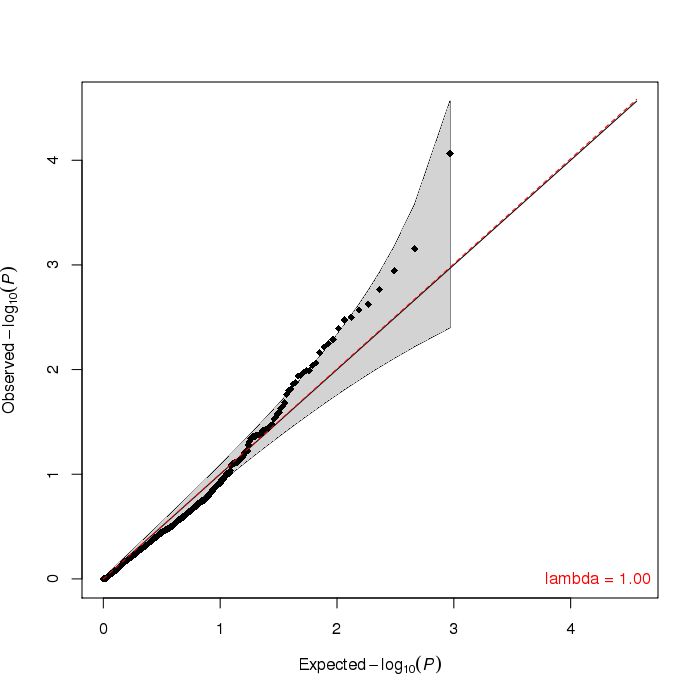 4
3
2
1
0
Observed − log₁₀(P)
0 1 2 3 4
Expected − log₁₀(P)
lambda = 1.00